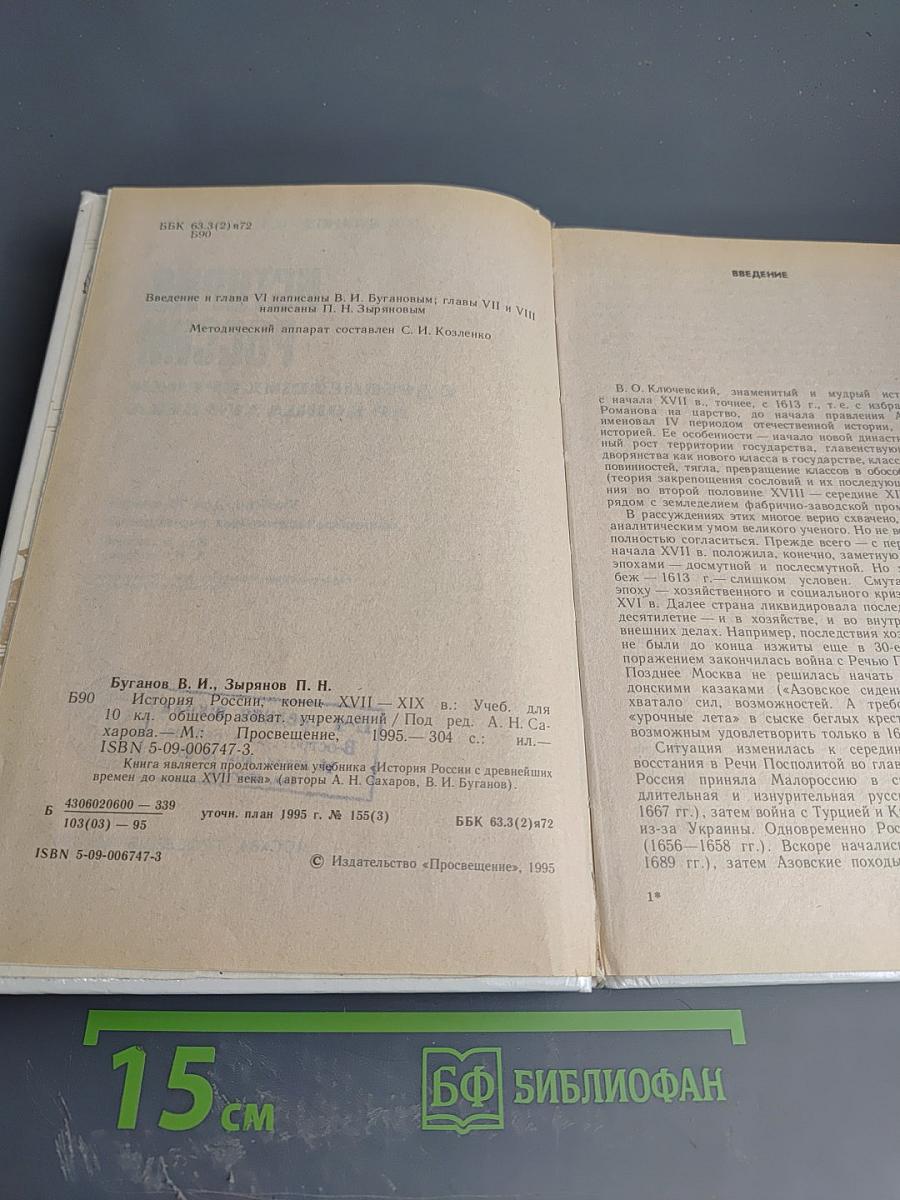 ББК 63.3(2)я72
Б90
Введение и глава VI написаны В. И. Бугановым; главы VII и VIII
написаны П. Н. Зыряновым
Методический аппарат составлен С. И. Козленко
Буганов В. И., Зырянов П. Н.
Б90 История России, конец XVII — XIX в.: Учеб. для
10 кл. общеобразоват. учреждений / Под ред. А. Н. Са-
харова.— М.: Просвещение, 1995.— 304 с.: ил.—
ISBN 5-09-006747-3.
Книга является продолжением учебника «История России с древнейших
времен до конца XVII века» (авторы А. Н. Сахаров, В. И. Буганов).
Б 4306020600 — 339
103(03) — 95
уточн. план 1995 г. № 155(3)
ББК 63.3(2)я72
ISBN 5-09-006747-3
© Издательство «Просвещение», 1995
ВВЕДЕНИЕ
В. О. Ключевский, знаменитый и мудрый ист
с начала XVII в., точнее, с 1613 г., т. е. с избра
Романова на царство, до начала правления А
именовал IV периодом отечественной истории,
историей. Ее особенности — начало новой династи
ный рост территории государства, главенствую
дворянства как нового класса в государстве, класс
повинностей, тягла, превращение классов в обособ
(теория закрепощения сословий и их последующ
ния во второй половине XVIII — середине XI
рядом с земледелием фабрично-заводской пром
В рассуждениях этих многое верно схвачено,
аналитическим умом великого ученого. Но не во
полностью согласиться. Прежде всего — с пер
начала XVII в. положила, конечно, заметную
эпохами — досмутной и послесмутной. Но
беж — 1613 г.— слишком условен. Смута
эпоху — хозяйственного и социального криз
XVI в. Далее страна ликвидировала послед
десятилетие — и в хозяйстве, и во внутр
внешних делах. Например, последствия хоз
не были до конца изжиты еще в 30-е
поражением закончилась война с Речью П
Позднее Москва не решилась начать
донскими казаками («Азовское сиден
хватало сил, возможностей. А требо
«урочные лета» в сыске беглых крест
возможным удовлетворить только в 16
Ситуация изменилась к середин
восстания в Речи Посполитой во глав
Россия приняла Малороссию в с
длительная и изнурительная русс
1667 гг.), затем война с Турцией и К
из-за Украины. Одновременно Рос
(1656—1658 гг.). Вскоре началис
1689 гг.), затем Азовские походы
1*
15 см
БФ БИБЛИОФАН